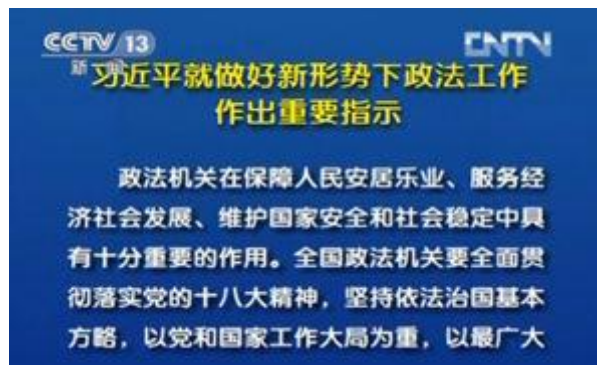 CCTV 13
CNTV
新闻
习近平就做好新形势下政法工作
作出重要指示
政法机关在保障人民安居乐业、服务经
济社会发展、维护国家安全和社会稳定中具
有十分重要的作用。全国政法机关要全面贯
彻落实党的十八大精神，坚持依法治国基本
方略，以党和国家工作大局为重，以最广大